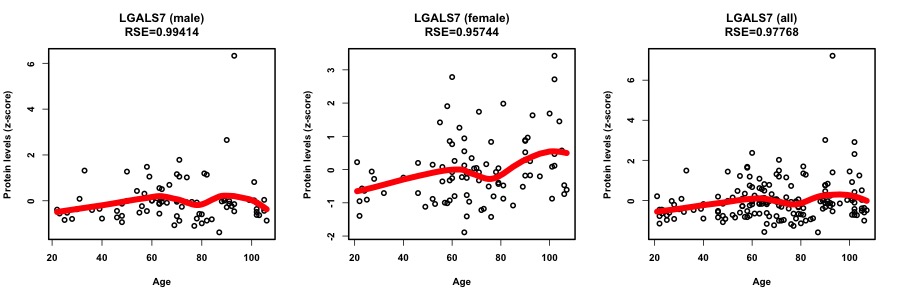 LGALS7 (male)
RSE=0.99414
Protein levels (z-score)
6
4
2
0
20 40 60 80 100
Age
LGALS7 (female)
RSE=0.95744
Protein levels (z-score)
3
2
1
0
-1
-2
20 40 60 80 100
Age
LGALS7 (all)
RSE=0.97768
Protein levels (z-score)
6
4
2
0
20 40 60 80 100
Age